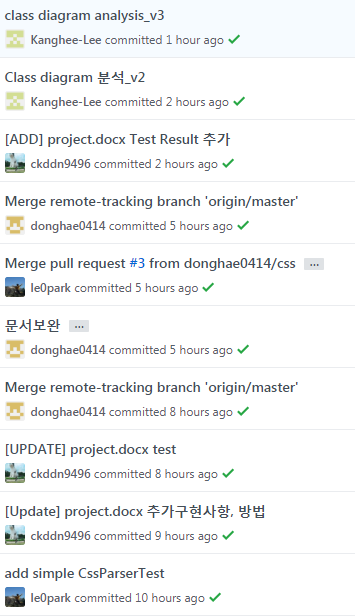 class diagram analysis_v3
Kanghee-Lee committed 1 hour ago
Class diagram 분석_v2
Kanghee-Lee committed 2 hours ago
[ADD] project.docx Test Result 추가
ckddn9496 committed 2 hours ago
Merge remote-tracking branch 'origin/master'
donghae0414 committed 5 hours ago
Merge pull request #3 from donghae0414/css ...
le0park committed 5 hours ago
문서보완 ...
donghae0414 committed 5 hours ago
Merge remote-tracking branch 'origin/master'
donghae0414 committed 8 hours ago
[UPDATE] project.docx test
ckddn9496 committed 8 hours ago
[Update] project.docx 추가구현사항, 방법
ckddn9496 committed 9 hours ago
add simple CssParserTest
le0park committed 10 hours ago